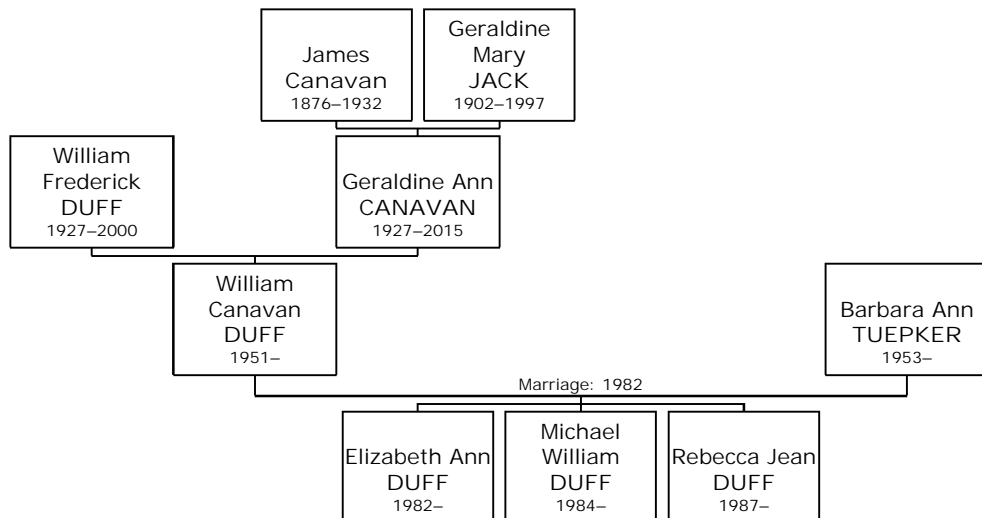 James
Canavan
1876–1932
Geraldine
Mary
JACK
1902–1997
William
Frederick
DUFF
1927–2000
Geraldine Ann
CANAVAN
1927–2015
William
Canavan
DUFF
1951–
Barbara Ann
TUEPKER
1953–
Marriage: 1982
Elizabeth Ann
DUFF
1982–
Michael
William
DUFF
1984–
Rebecca Jean
DUFF
1987–